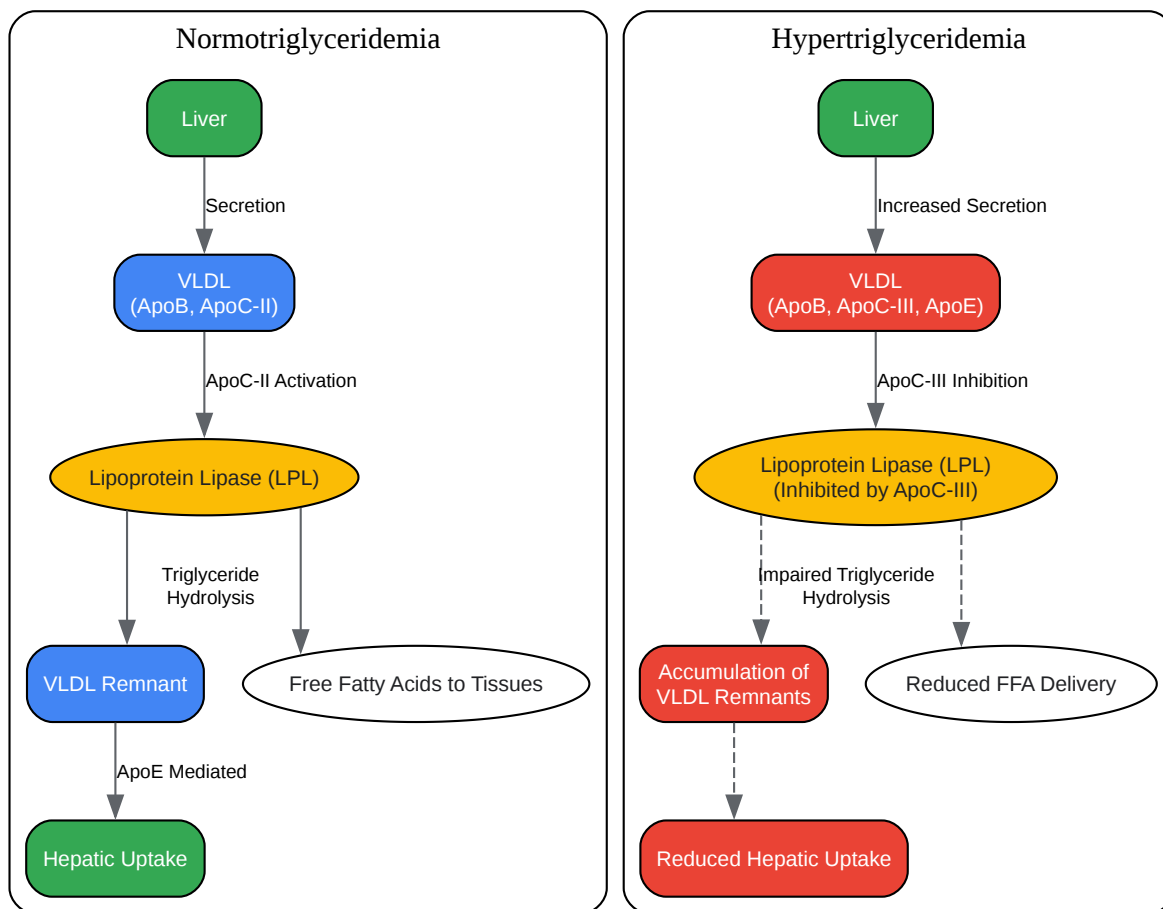 Normotriglyceridemia
Liver
Secretion
VLDL
(ApoB, ApoC-II)
ApoC-II Activation
Lipoprotein Lipase (LPL)
Triglyceride
Hydrolysis
VLDL Remnant
Free Fatty Acids to Tissues
ApoE Mediated
Hepatic Uptake
Hypertriglyceridemia
Liver
Increased Secretion
VLDL
(ApoB, ApoC-III, ApoE)
ApoC-III Inhibition
Lipoprotein Lipase (LPL)
(Inhibited by ApoC-III)
Impaired Triglyceride
Hydrolysis
Accumulation of
VLDL Remnants
Reduced FFA Delivery
Reduced Hepatic Uptake